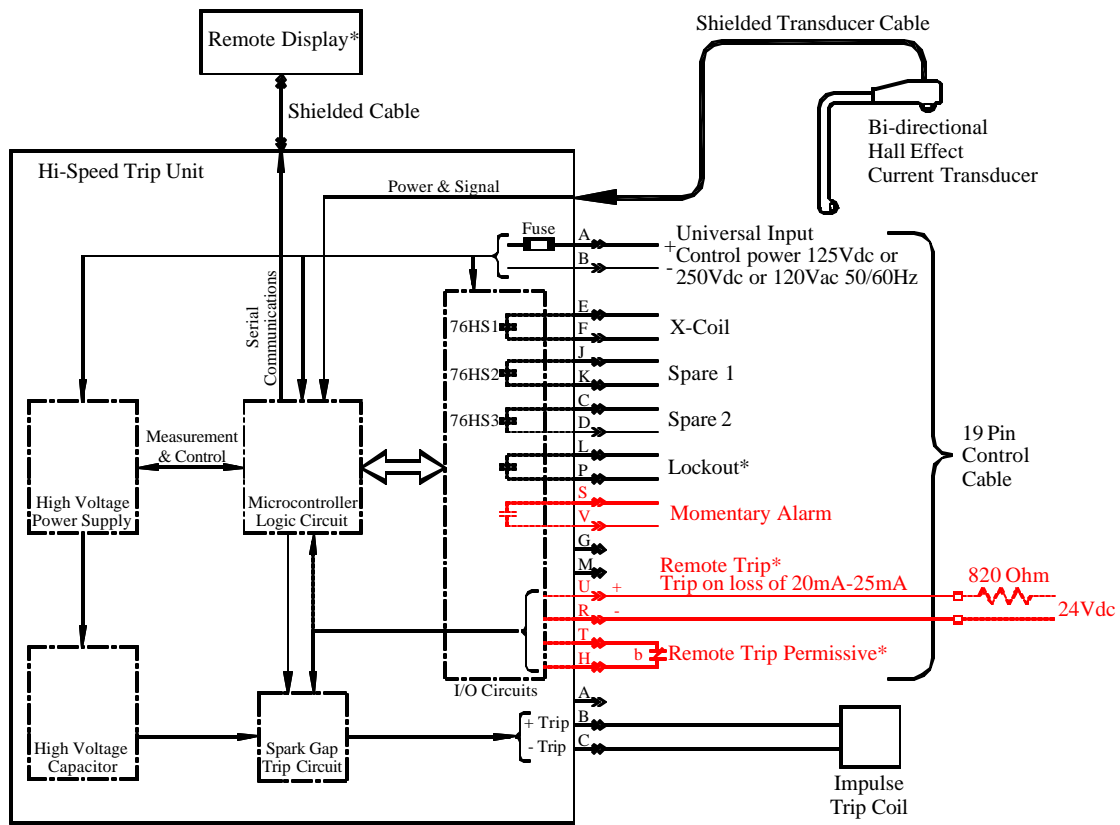 Remote Display*
Shielded Transducer Cable
Shielded Cable
Bi-directional
Hall Effect
Current Transducer
Hi-Speed Trip Unit
Power & Signal
Fuse
A
B
+
-
Universal Input
Control power 125Vdc or
250Vdc or 120Vac 50/60Hz
Serial
Communications
76HS1
E
F
X-Coil
76HS2
J
K
Spare 1
76HS3
C
D
Spare 2
L
P
Lockout*
S
V
Momentary Alarm
G
M
19 Pin
Control
Cable
Measurement
& Control
High Voltage
Power Supply
Microcontroller
Logic Circuit
Remote Trip*
Trip on loss of 20mA-25mA
U +
R -
820 Ohm
24Vdc
T
H
b
Remote Trip Permissive*
I/O Circuits
A
B
C
+ Trip
- Trip
High Voltage
Capacitor
Spark Gap
Trip Circuit
Impulse
Trip Coil